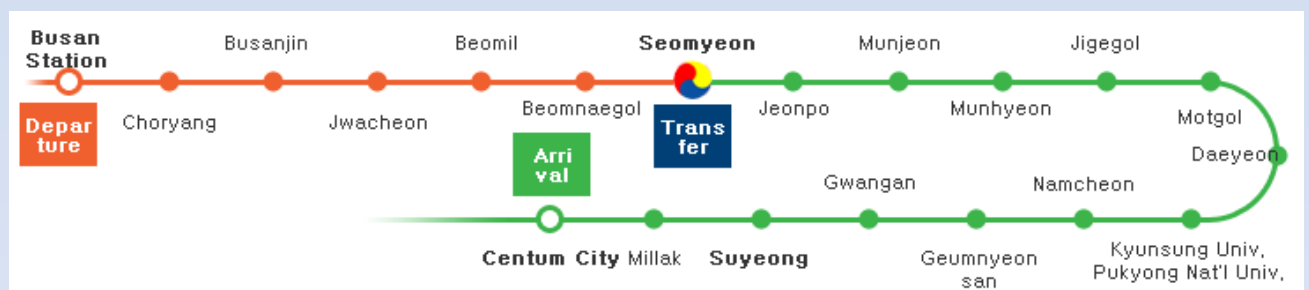 Busan
Station
Busanjin
Beomil
Seomyeon
Munjeon
Jigegol
Depar
ture
Choryang
Jwacheon
Beomnaegol
Trans
fer
Jeonpo
Munhyeon
Motgol
Daeyeon
Arri
val
Gwangan
Namcheon
Centum City
Millak
Suyeong
Geumnyeon
san
Kyunsung Univ,
Pukyong Nat'l Univ,